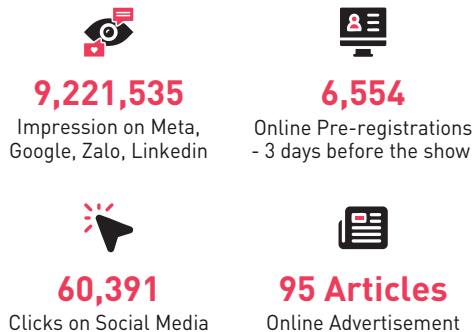 9,221,535
Impression on Meta,
Google, Zalo, Linkedin
6,554
Online Pre-registrations
- 3 days before the show
60,391
Clicks on Social Media
95 Articles
Online Advertisement